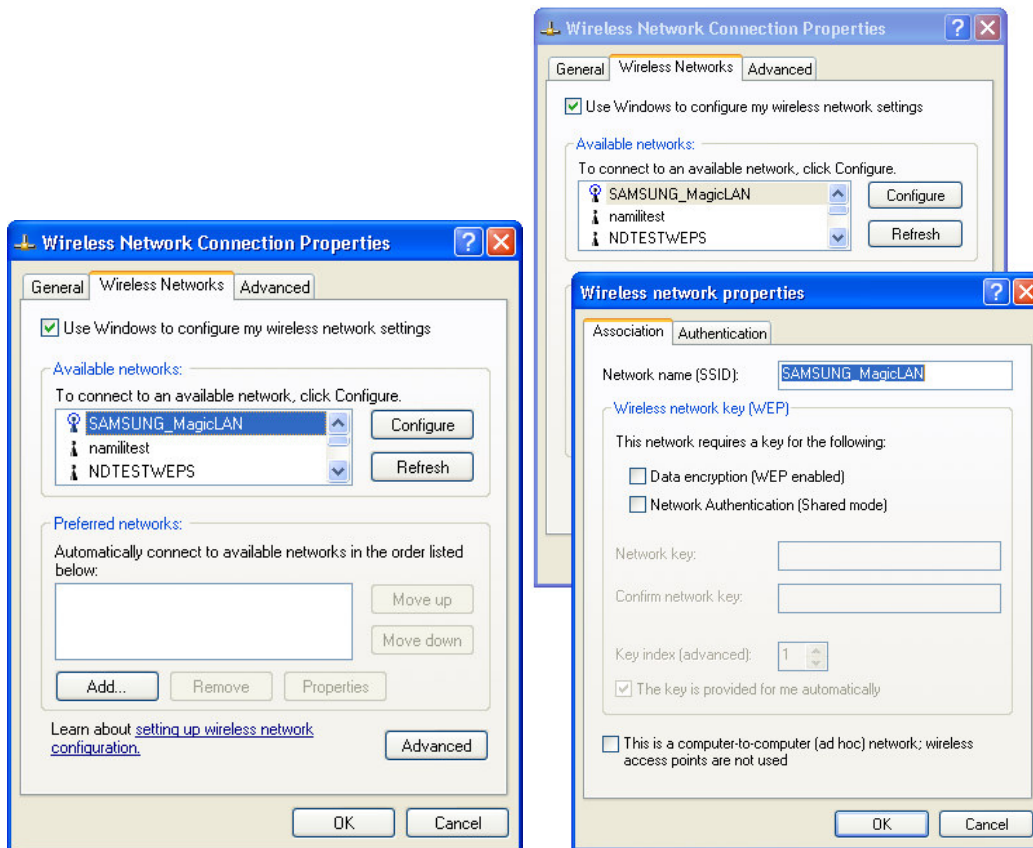 Wireless Network Connection Properties
General Wireless Networks Advanced
Use Windows to configure my wireless network settings
Available networks:
To connect to an available network, click Configure.
SAMSUNG_MagicLAN
namilitest
NDTESTWEPS
Configure
Refresh
Wireless Network Connection Properties
General Wireless Networks Advanced
Use Windows to configure my wireless network settings
Available networks:
To connect to an available network, click Configure.
SAMSUNG_MagicLAN
namilitest
NDTESTWEPS
Configure
Refresh
Preferred networks:
Automatically connect to available networks in the order listed
below:
Move up
Move down
Add... Remove Properties
Learn about setting up wireless network
configuration.
Advanced
OK Cancel
Wireless network properties
Association Authentication
Network name (SSID): SAMSUNG_MagicLAN
Wireless network key (WEP)
This network requires a key for the following:
Data encryption (WEP enabled)
Network Authentication (Shared mode)
Network key:
Confirm network key:
Key index (advanced): 1
The key is provided for me automatically
This is a computer-to-computer (ad hoc) network; wireless
access points are not used
OK Cancel